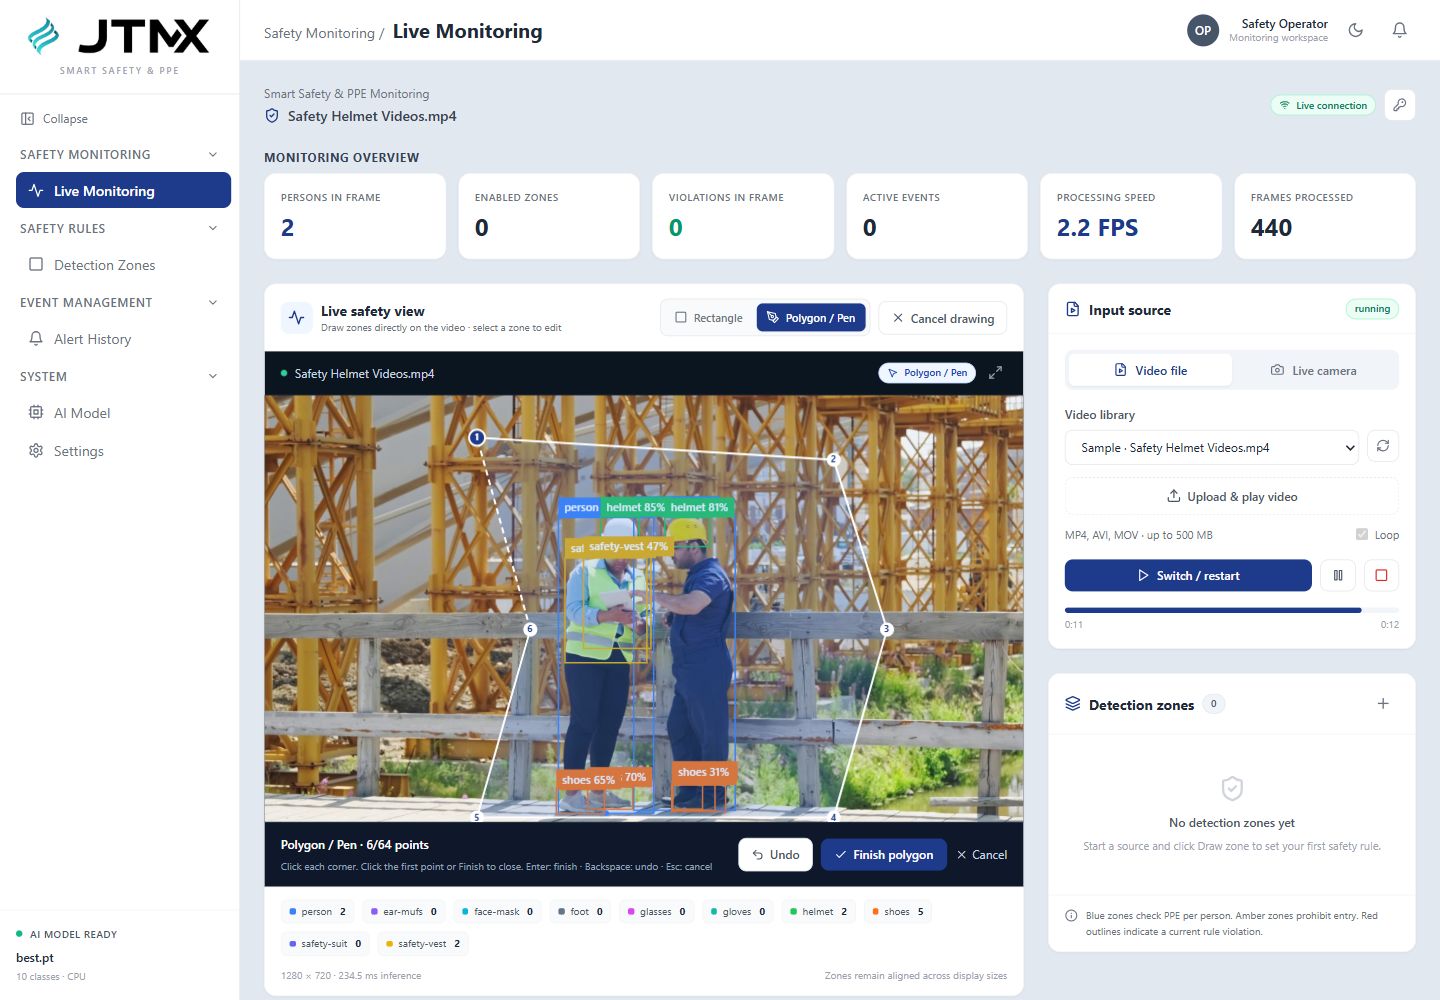 JTMX
SMART SAFETY & PPE
Collapse
SAFETY MONITORING
Live Monitoring
SAFETY RULES
Detection Zones
EVENT MANAGEMENT
Alert History
SYSTEM
AI Model
Settings
AI MODEL READY
best.pt
10 classes · CPU
Safety Monitoring / Live Monitoring
OP
Safety Operator
Monitoring workspace
Smart Safety & PPE Monitoring
Safety Helmet Videos.mp4
Live connection
MONITORING OVERVIEW
PERSONS IN FRAME
2
ENABLED ZONES
0
VIOLATIONS IN FRAME
0
ACTIVE EVENTS
0
PROCESSING SPEED
2.2 FPS
FRAMES PROCESSED
440
Live safety view
Draw zones directly on the video · select a zone to edit
Rectangle
Polygon / Pen
Cancel drawing
Safety Helmet Videos.mp4
Polygon / Pen
1
2
person helmet 85% helmet 81%
safety-vest 47%
6
3
shoes 65% 70% shoes 31%
5
4
Polygon / Pen · 6/64 points
Click each corner. Click the first point or Finish to close. Enter: finish · Backspace: undo · Esc: cancel
Undo
Finish polygon
Cancel
person 2
ear-mufs 0
face-mask 0
foot 0
glasses 0
gloves 0
helmet 2
shoes 5
safety-suit 0
safety-vest 2
1280 × 720 · 234.5 ms inference
Zones remain aligned across display sizes
Input source
running
Video file
Live camera
Video library
Sample · Safety Helmet Videos.mp4
Upload & play video
MP4, AVI, MOV · up to 500 MB
Loop
Switch / restart
0:11
0:12
Detection zones 0
No detection zones yet
Start a source and click Draw zone to set your first safety rule.
Blue zones check PPE per person. Amber zones prohibit entry. Red
outlines indicate a current rule violation.